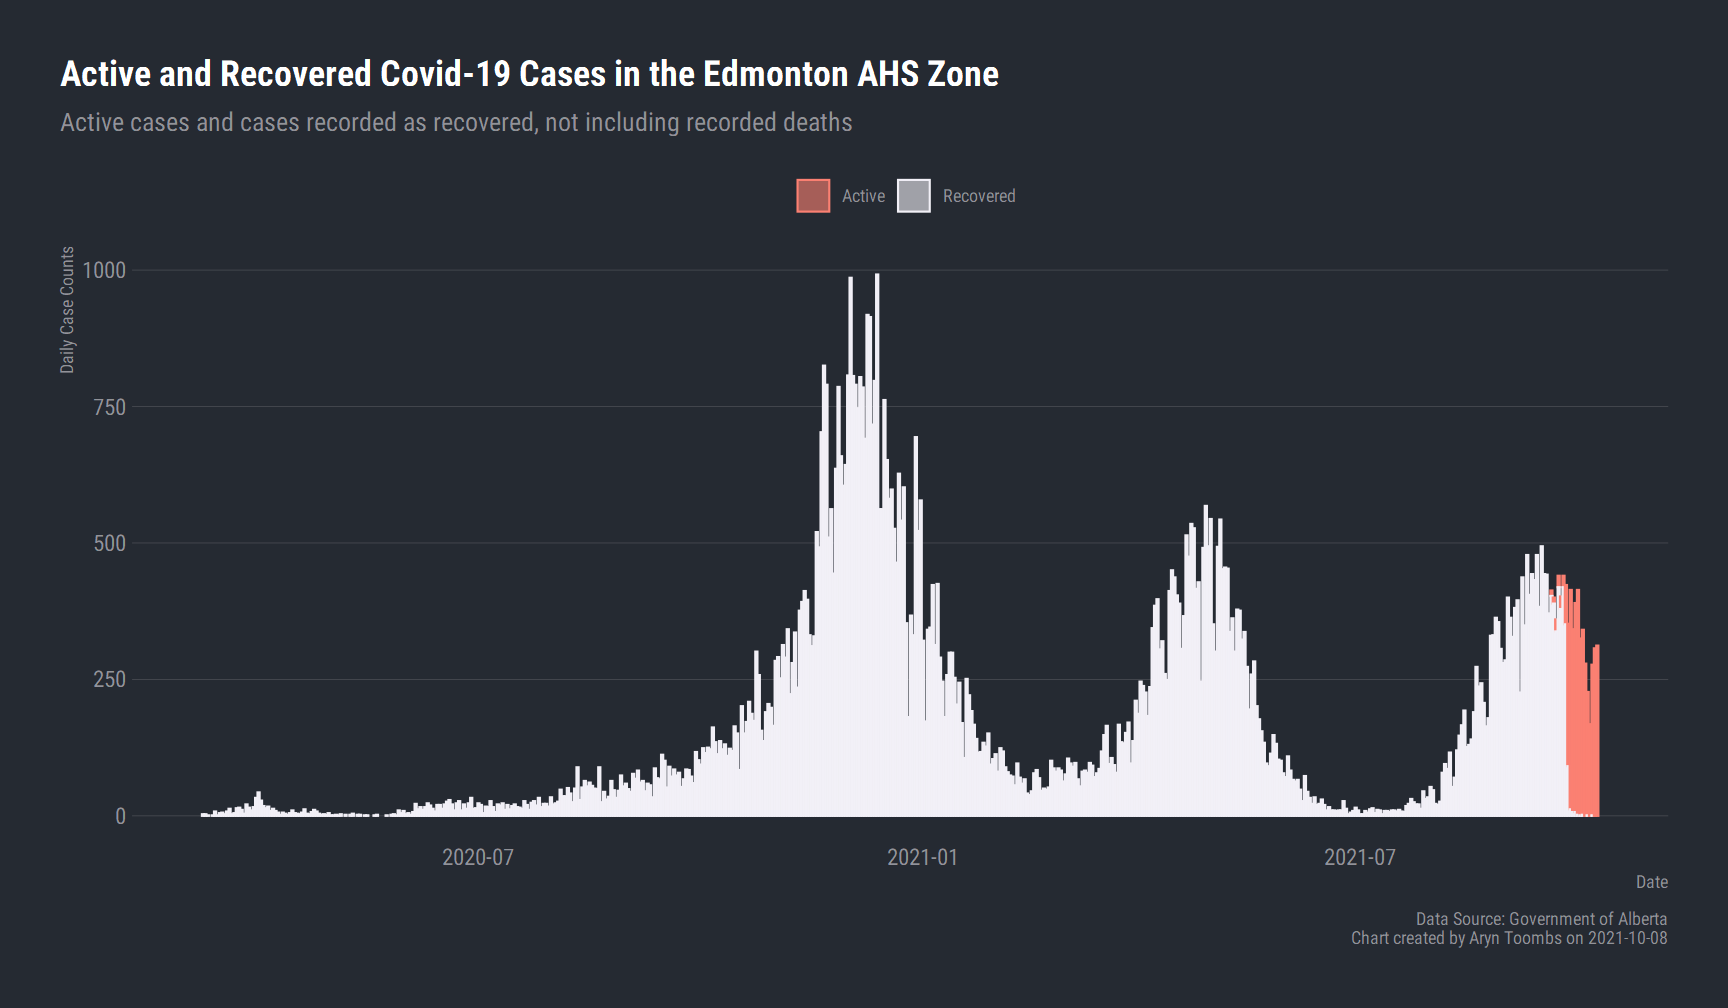 Active and Recovered Covid-19 Cases in the Edmonton AHS Zone
Active cases and cases recorded as recovered, not including recorded deaths
Active
Recovered
Daily Case Counts
1000
750
500
250
0
2020-07
2021-01
2021-07
Date
Data Source: Government of Alberta
Chart created by Aryn Toombs on 2021-10-08